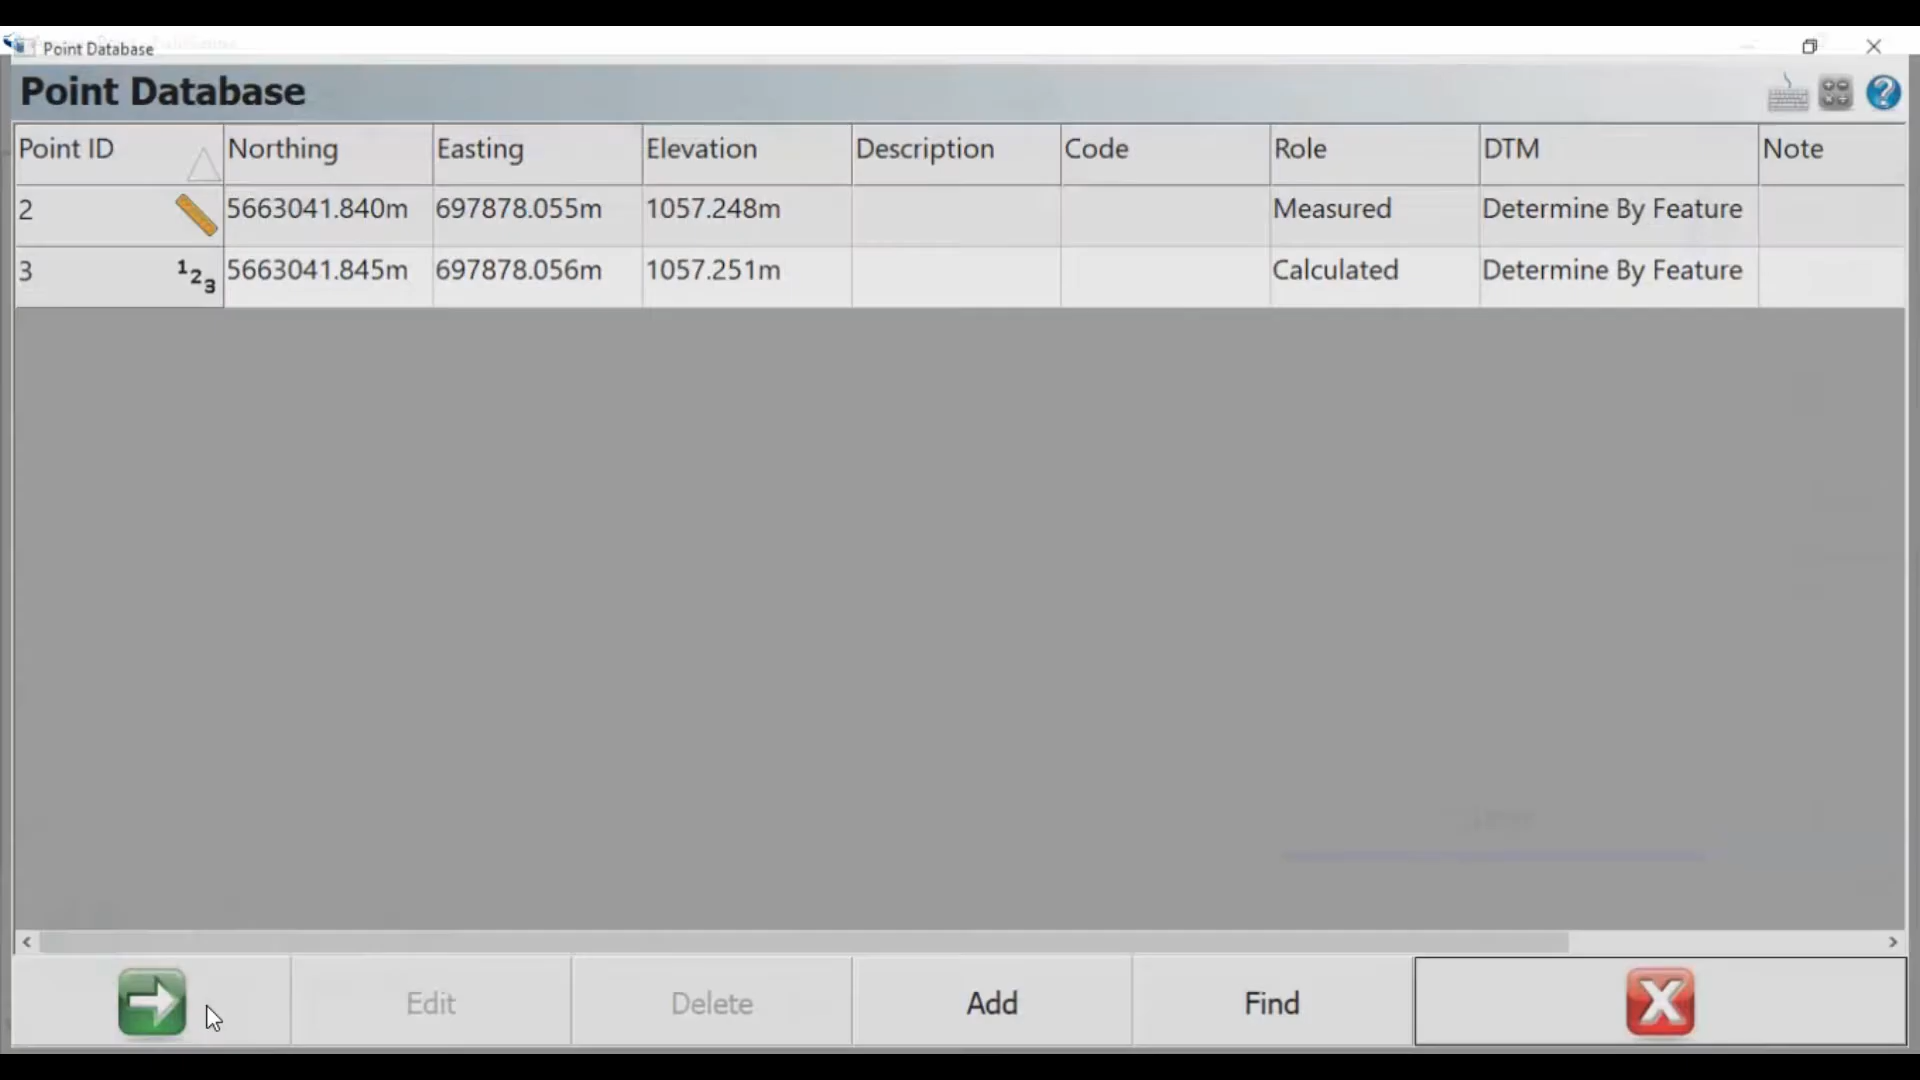 Point Database
Point Database
Point ID Northing Easting Elevation Description Code Role DTM Note
2 5663041.840m 697878.055m 1057.248m Measured Determine By Feature
3 123 5663041.845m 697878.056m 1057.251m Calculated Determine By Feature
Edit Delete Add Find